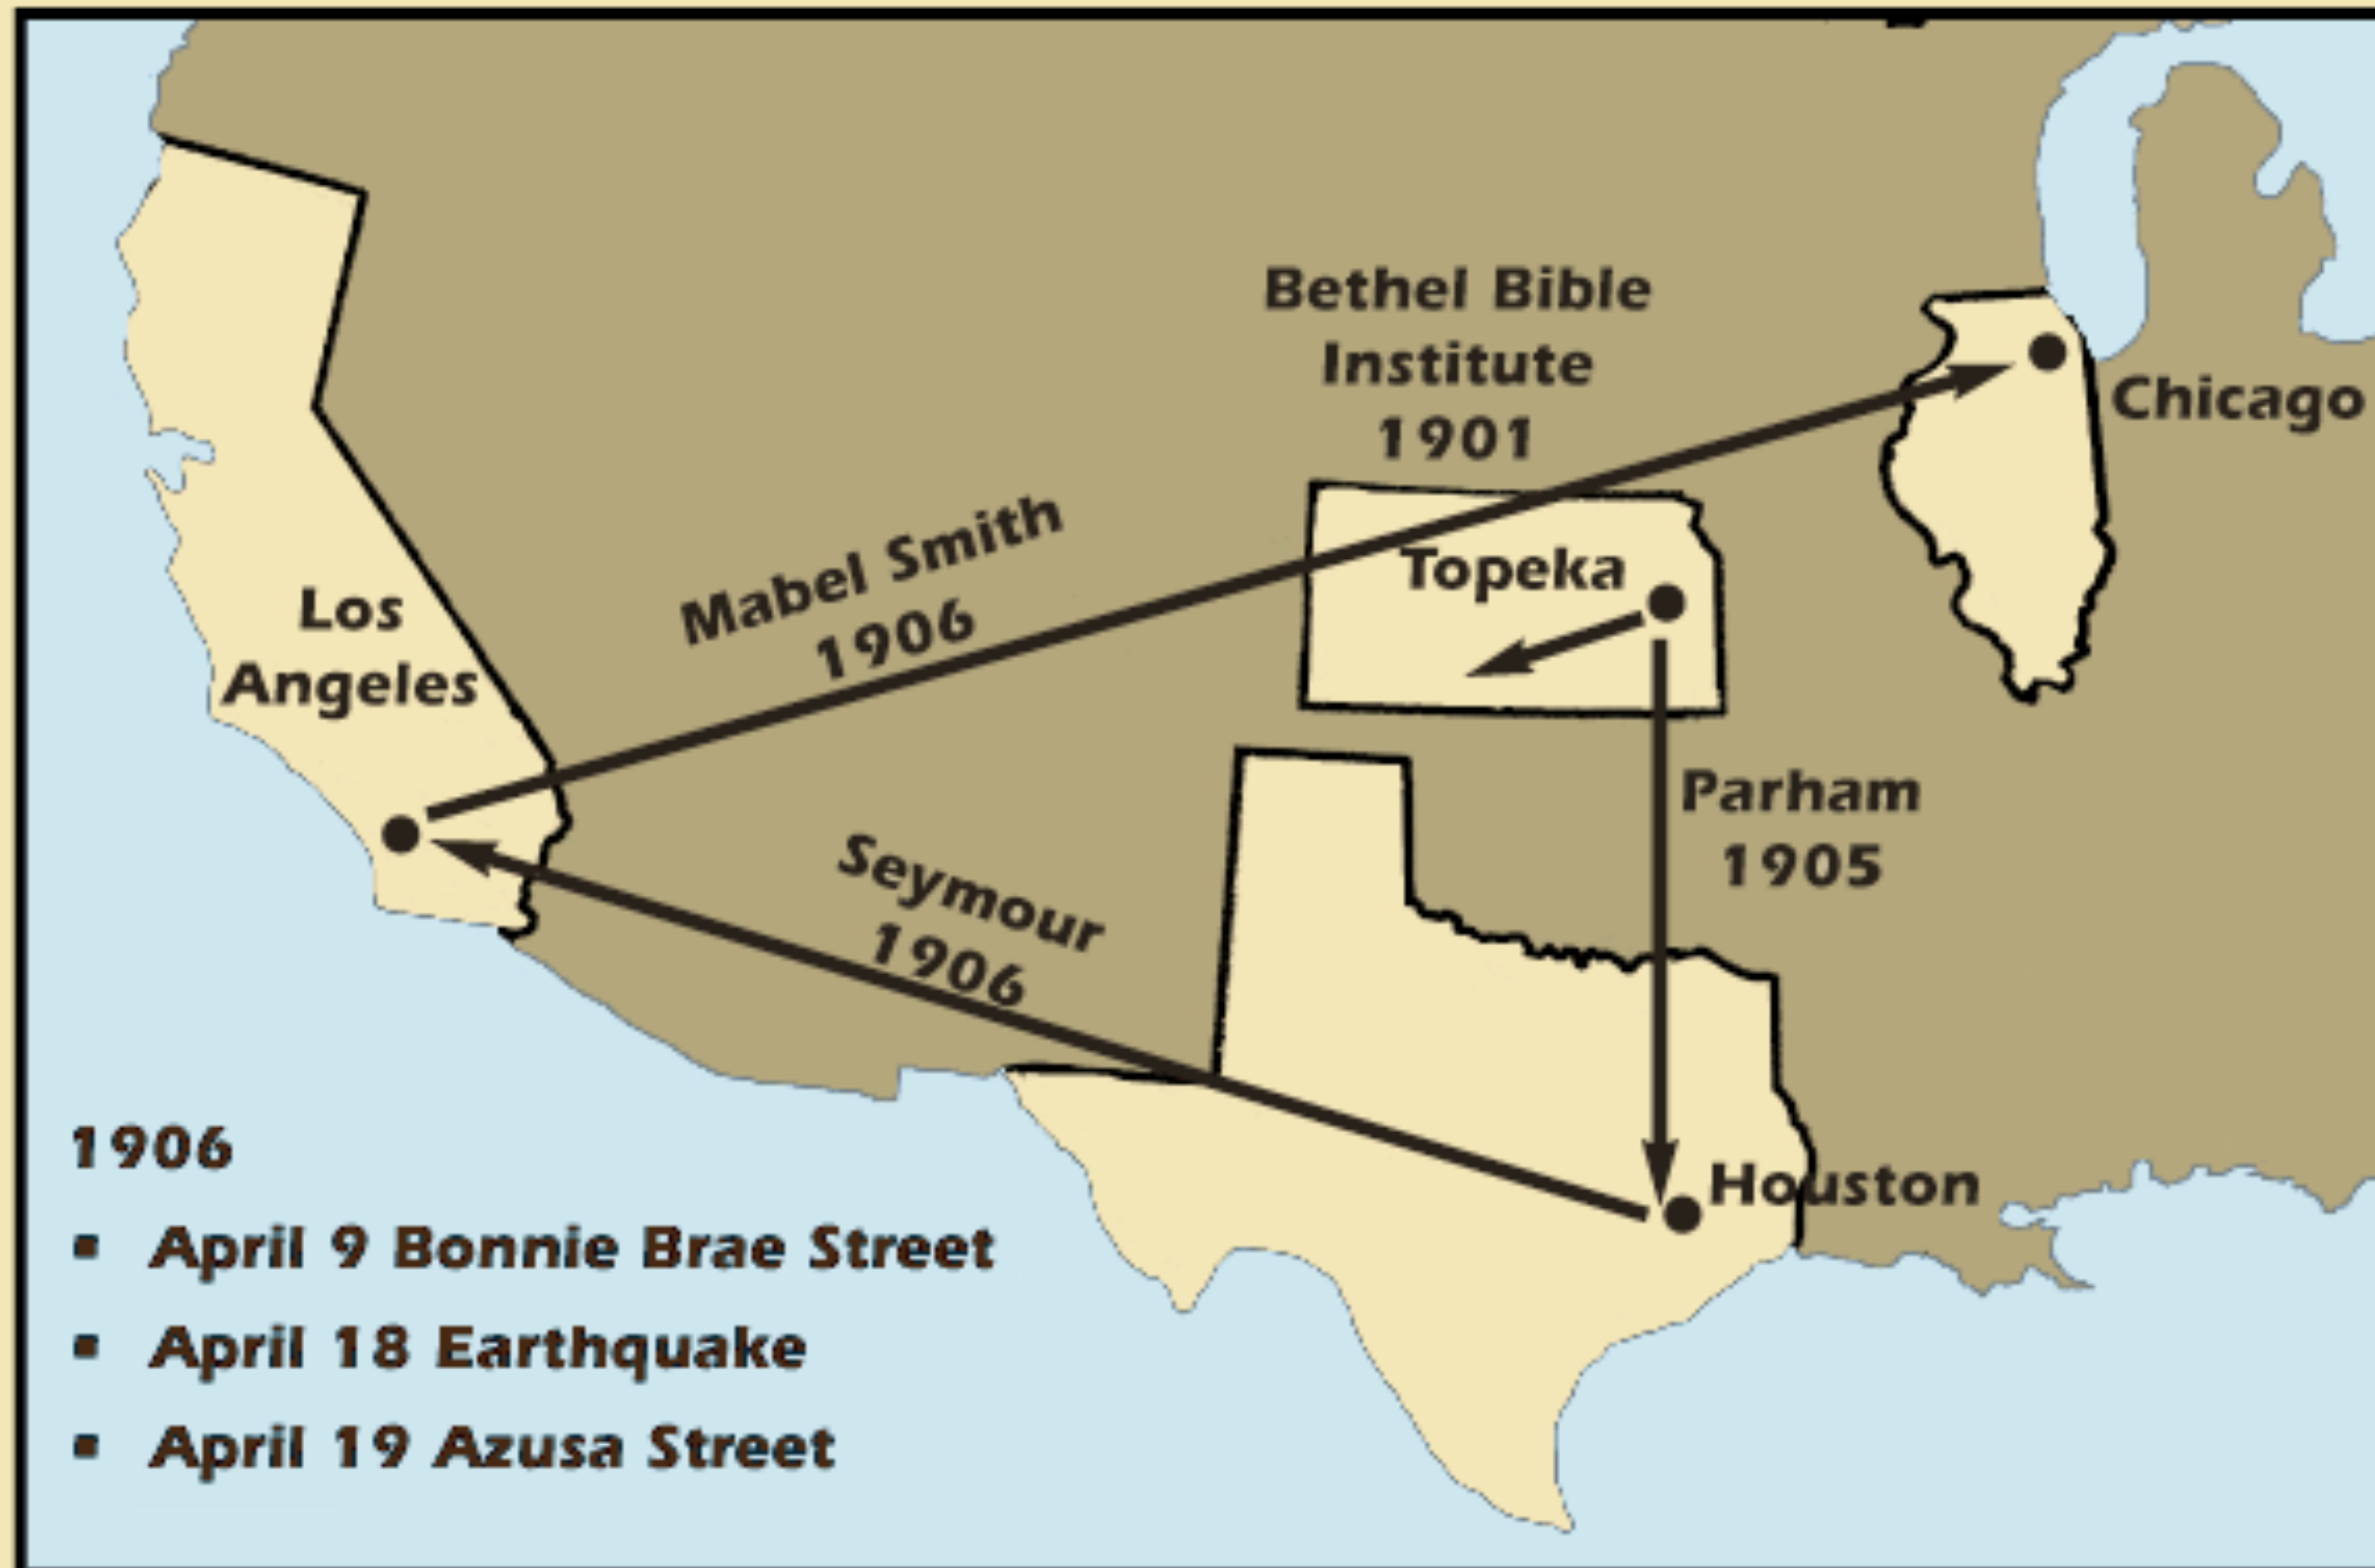 Bethel Bible
Institute
1901
Chicago
Mabel Smith
1906
Topeka
Los
Angeles
Parham
1905
Seymour
1906
Houston
1906
▪ April 9 Bonnie Brae Street
▪ April 18 Earthquake
▪ April 19 Azusa Street